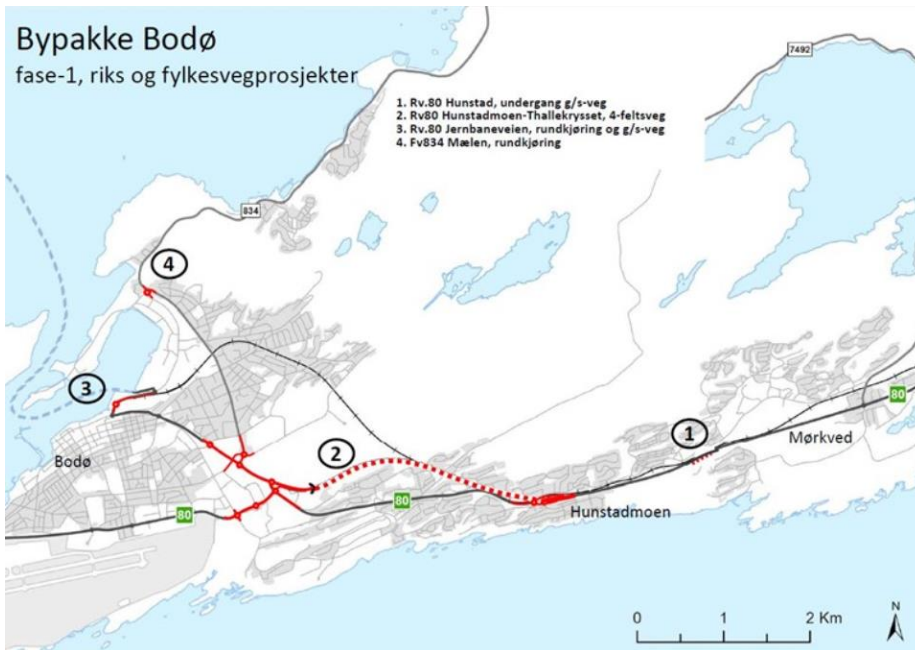 Bypakke Bodø
fase-1, riks og fylkesvegprosjekter
7492
1. Rv.80 Hunstad, undergang g/s-veg
2. Rv80 Hunstadmoen-Thallekrysset, 4-feltsveg
3. Rv.80 Jernbaneveien, rundkjøring og g/s-veg
4. Fv834 Mælen, rundkjøring
834
4
3
80
1
Mørkved
2
Bodø
80
80
Hunstadmoen
N
0 1 2 Km